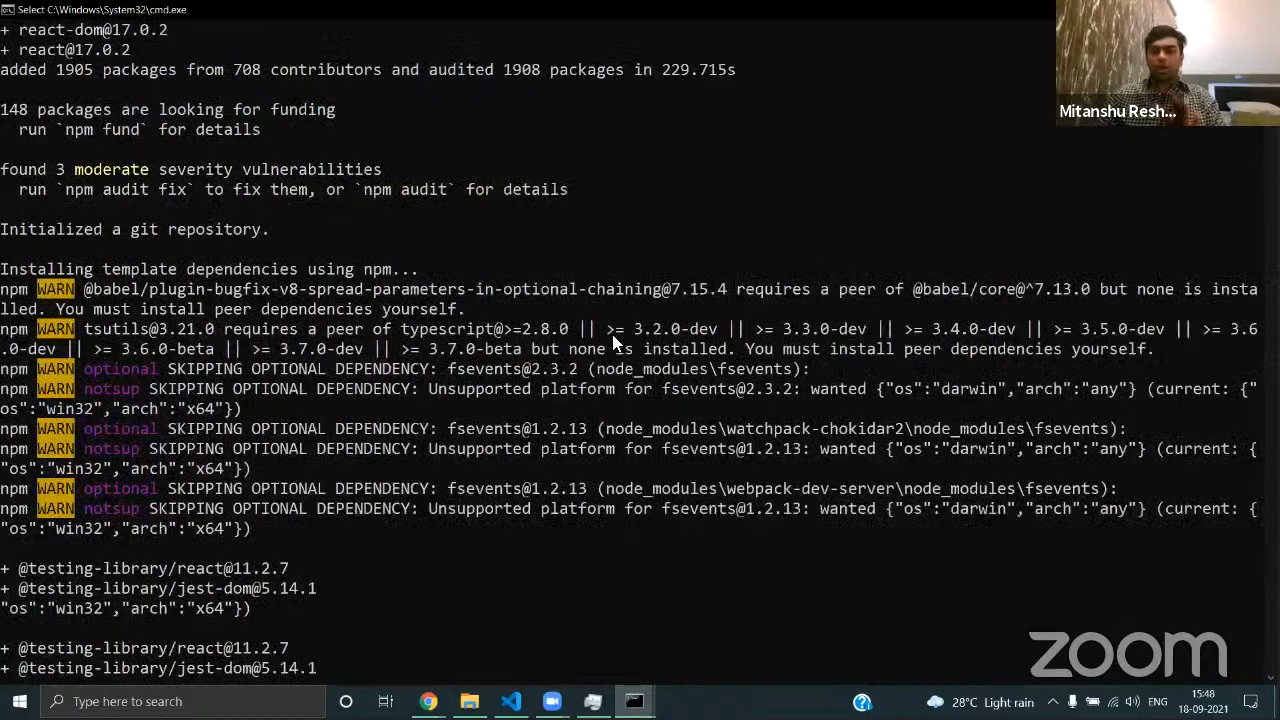 Select C:\Windows\System32\cmd.exe
+ react-dom@17.0.2
+ react@17.0.2
added 1905 packages from 708 contributors and audited 1908 packages in 229.715s
148 packages are looking for funding
run `npm fund` for details
found 3 moderate severity vulnerabilities
run `npm audit fix` to fix them, or `npm audit` for details
Initialized a git repository.
Installing template dependencies using npm...
npm WARN @babel/plugin-bugfix-v8-spread-parameters-in-optional-chaining@7.15.4 requires a peer of @babel/core@^7.13.0 but none is insta
lled. You must install peer dependencies yourself.
npm WARN tsutils@3.21.0 requires a peer of typescript@>=2.8.0 || >= 3.2.0-dev || >= 3.3.0-dev || >= 3.4.0-dev || >= 3.5.0-dev || >= 3.6
.0-dev || >= 3.6.0-beta || >= 3.7.0-dev || >= 3.7.0-beta but none is installed. You must install peer dependencies yourself.
npm WARN optional SKIPPING OPTIONAL DEPENDENCY: fsevents@2.3.2 (node_modules\fsevents):
npm WARN notsup SKIPPING OPTIONAL DEPENDENCY: Unsupported platform for fsevents@2.3.2: wanted {"os":"darwin","arch":"any"} (current: {"
os":"win32","arch":"x64"})
npm WARN optional SKIPPING OPTIONAL DEPENDENCY: fsevents@1.2.13 (node_modules\watchpack-chokidar2\node_modules\fsevents):
npm WARN notsup SKIPPING OPTIONAL DEPENDENCY: Unsupported platform for fsevents@1.2.13: wanted {"os":"darwin","arch":"any"} (current: {
"os":"win32","arch":"x64"})
npm WARN optional SKIPPING OPTIONAL DEPENDENCY: fsevents@1.2.13 (node_modules\webpack-dev-server\node_modules\fsevents):
npm WARN notsup SKIPPING OPTIONAL DEPENDENCY: Unsupported platform for fsevents@1.2.13: wanted {"os":"darwin","arch":"any"} (current: {
"os":"win32","arch":"x64"})
+ @testing-library/react@11.2.7
+ @testing-library/jest-dom@5.14.1
"os":"win32","arch":"x64"})
+ @testing-library/react@11.2.7
+ @testing-library/jest-dom@5.14.1
Mitanshu Resh...
zoom
Type here to search
28°C Light rain
ENG
15:48
18-09-2021